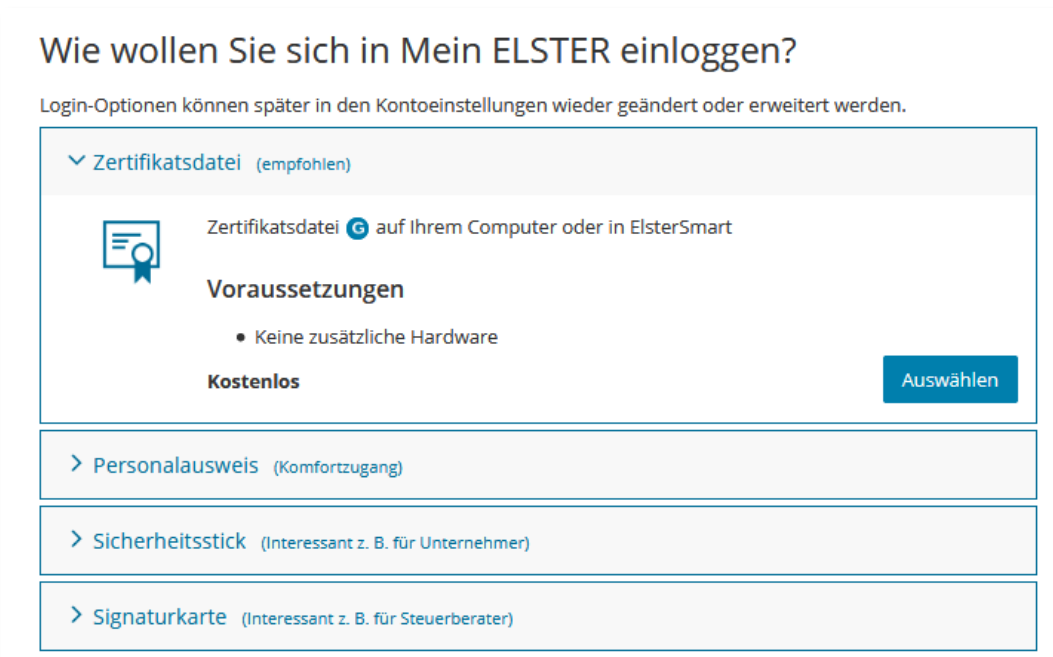 Wie wollen Sie sich in Mein ELSTER einloggen?
Login-Optionen können später in den Kontoeinstellungen wieder geändert oder erweitert werden.
Zertifikatsdatei (empfohlen)
Zertifikatsdatei G auf Ihrem Computer oder in ElsterSmart
Voraussetzungen
• Keine zusätzliche Hardware
Kostenlos
Auswählen
Personalausweis (Komfortzugang)
Sicherheitsstick (Interessant z. B. für Unternehmer)
Signaturkarte (Interessant z. B. für Steuerberater)